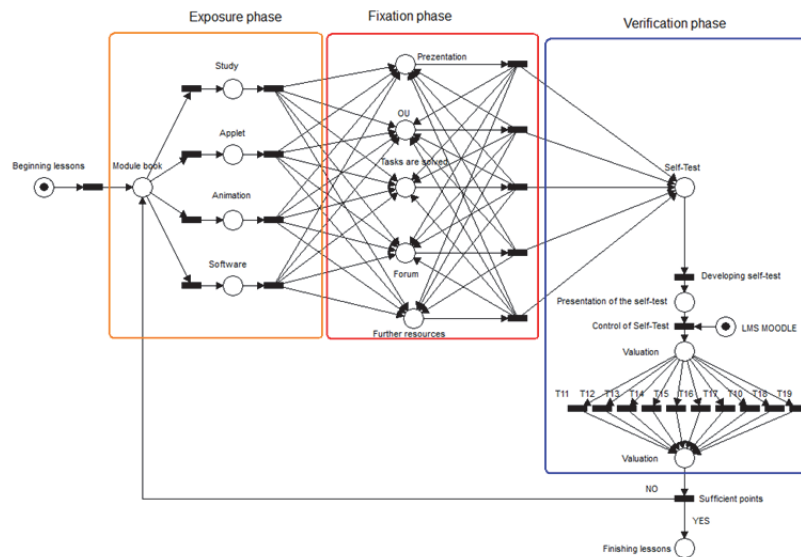 Exposure phase
Fixation phase
Verification phase
Study
Prezentation
OU
Applet
Tasks are solved
Beginning lessons
Module book
Self-Test
Animation
Software
Forum
Further resources
Developing self-test
Presentation of the self-test
Control of Self-Test
LMS MOODLE
Valuation
T11 T12 T13 T14 T15 T16 T17 T10 T18 T19
Valuation
NO
Sufficient points
YES
Finishing lessons